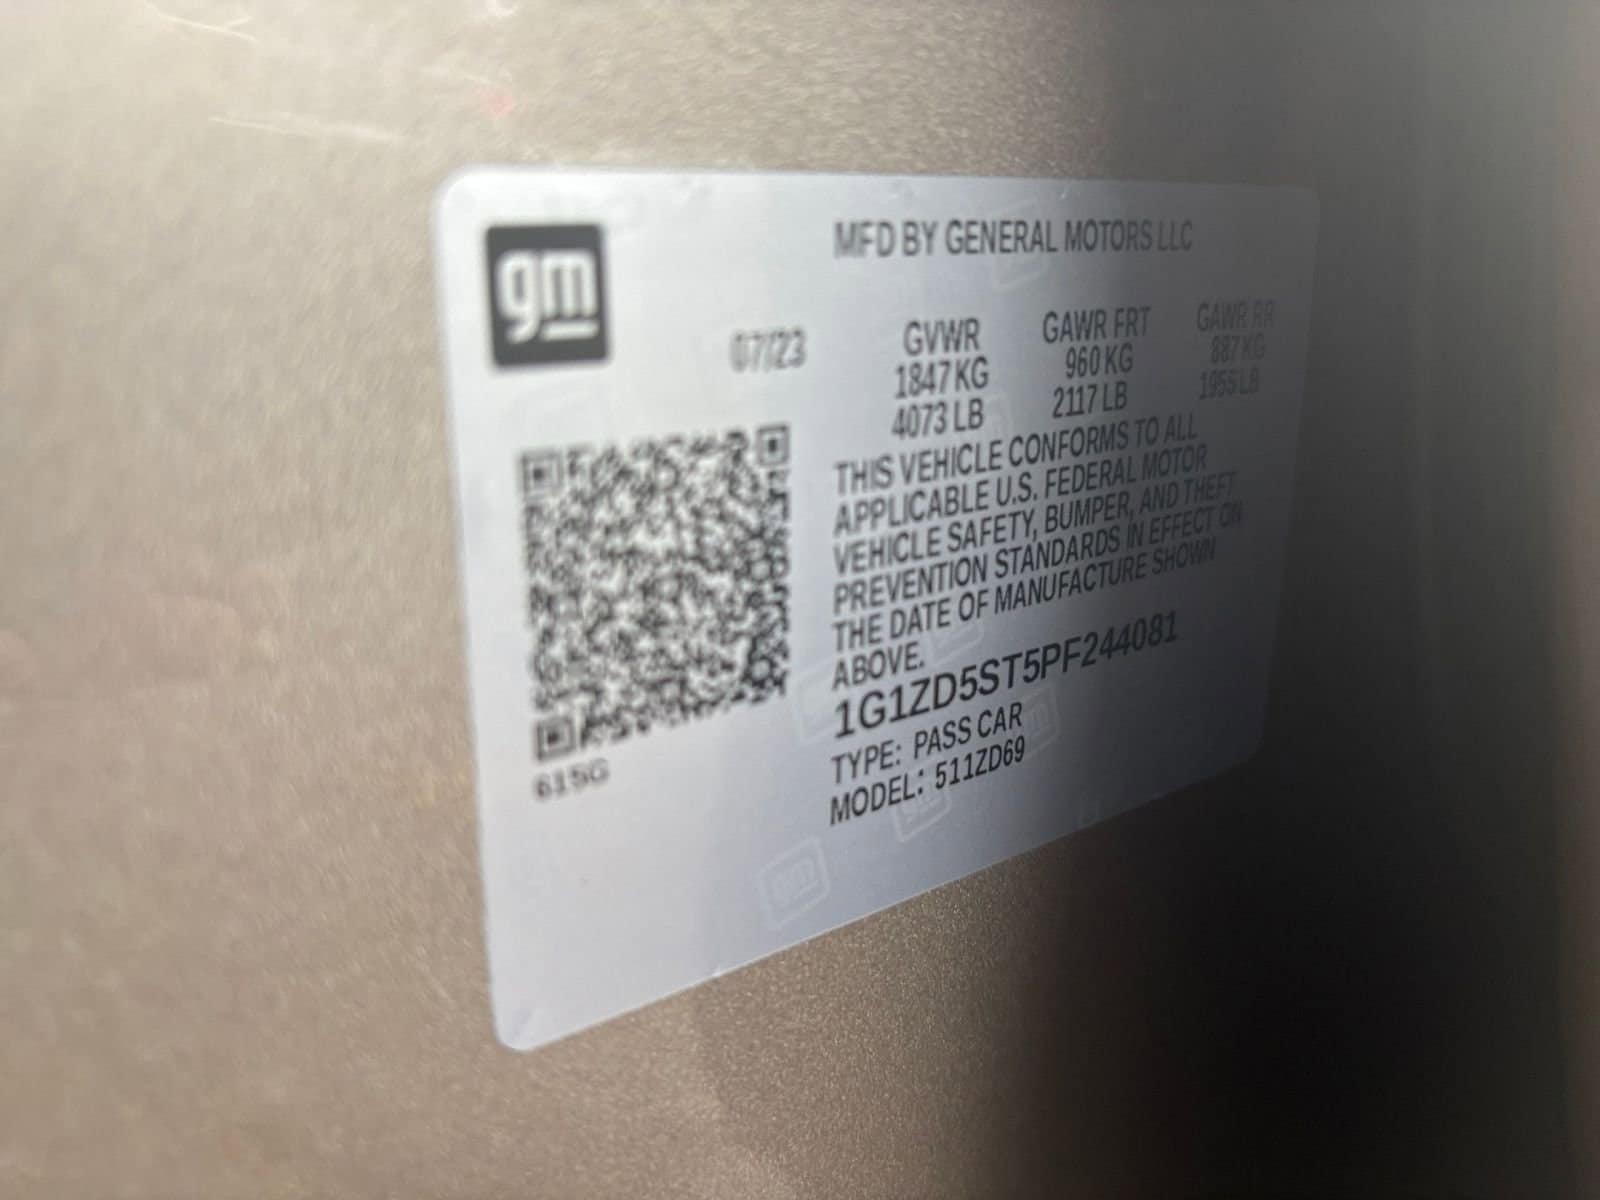 gm
MFD BY GENERAL MOTORS LLC
07/23
GVWR GAWR FRT GAWR RR
1847 KG 960 KG 887 KG
4073 LB 2117 LB 1955 LB
THIS VEHICLE CONFORMS TO ALL
APPLICABLE U.S. FEDERAL MOTOR
VEHICLE SAFETY, BUMPER, AND THEFT
PREVENTION STANDARDS IN EFFECT ON
THE DATE OF MANUFACTURE SHOWN
ABOVE.
1G1ZD5ST5PF244081
TYPE: PASS CAR
MODEL: 511ZD69
615G